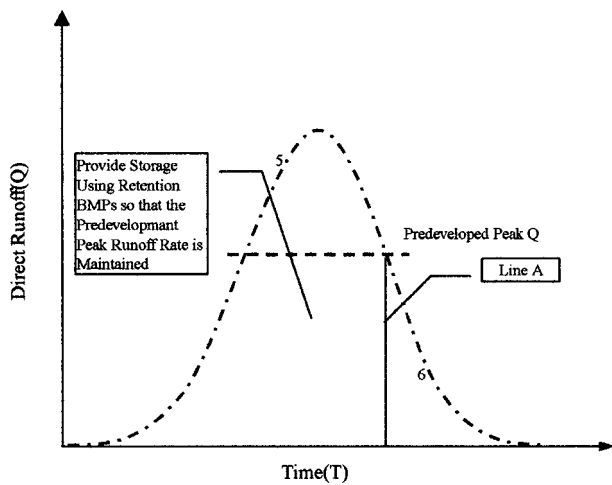 5
Provide Storage
Using Retention
BMPs so that the
Predevelopmant
Peak Runoff Rate is
Maintained
Predeveloped Peak Q
Line A
6
Direct Runoff(Q)
Time(T)